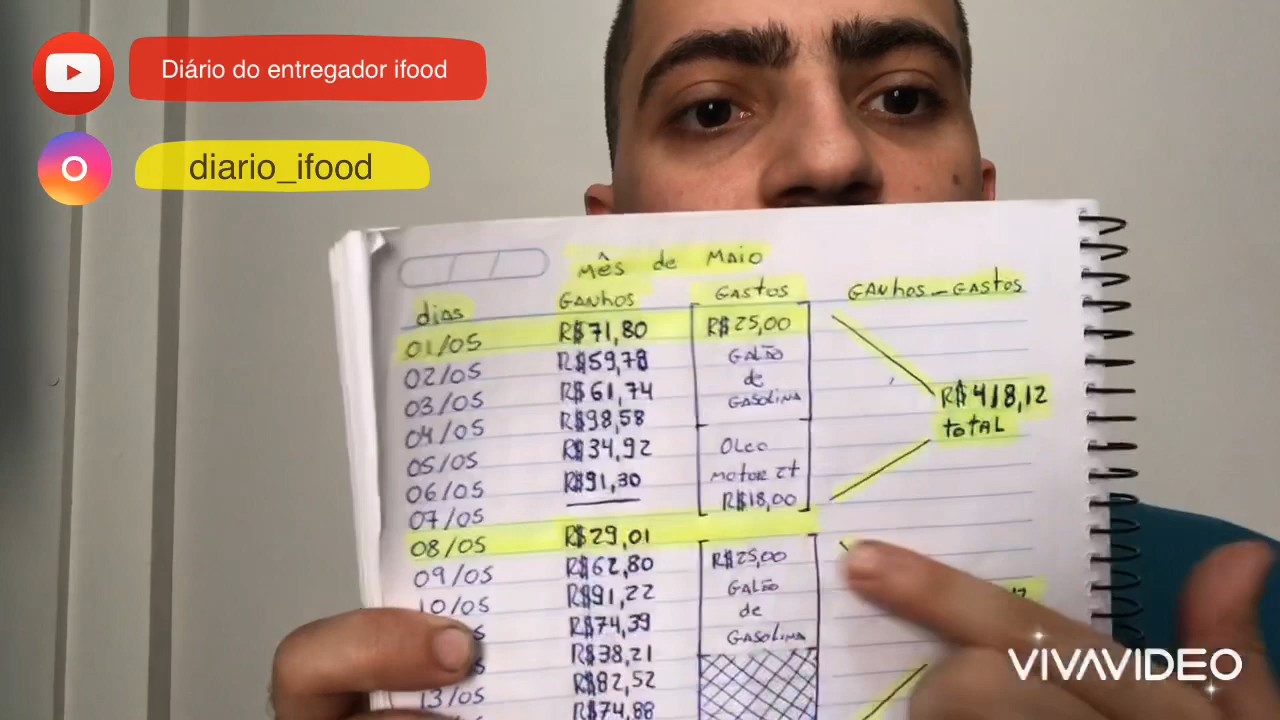 Diário do entregador ifood
diario_ifood
Mês de Maio
dias GANhos GASTOS GANhos - GASTOS
01/05 R$71,80 R$25,00
02/05 R$59,78 GALÃO
03/05 R$61,74 de
GASOLINA
04/05 R$98,58
05/05 R$34,92 OLEO
06/05 R$91,30 MOTOR 2t
R$18,00
R$418,12
TOTAL
07/05
08/05 R$29,01
09/05 R$62,80 R$25,00
10/05 R$91,22 GALÃO
R$74,39 de
R$38,21 GASOLINA
13/05 R$82,52
R$74,88
VIVAVIDEO